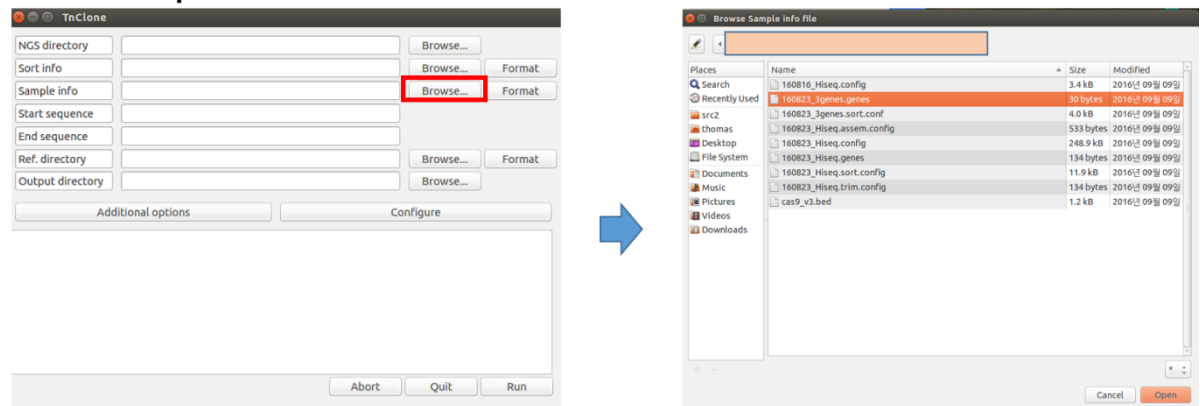 TnClone
NGS directory Browse...
Sort info Browse... Format
Sample info Browse... Format
Start sequence
End sequence
Ref. directory Browse... Format
Output directory Browse...
Additional options Configure
Abort Quit Run
Browse Sample info file
Places Name Size Modified
Search 160816_Hiseq.config 3.4 kB 2016년 09월 09일
Recently Used 160823_3genes.genes 30 bytes 2016년 09월 09일
src2 160823_3genes.sort.conf 4.0 kB 2016년 09월 09일
thomas 160823_Hiseq.assem.config 533 bytes 2016년 09월 09일
Desktop 160823_Hiseq.config 248.9 kB 2016년 09월 09일
File System 160823_Hiseq.genes 134 bytes 2016년 09월 09일
Documents 160823_Hiseq.sort.config 11.9 kB 2016년 09월 09일
Music 160823_Hiseq.trim.config 134 bytes 2016년 09월 09일
Pictures cas9_v3.bed 1.2 kB 2016년 09월 09일
Videos
Downloads
Cancel Open